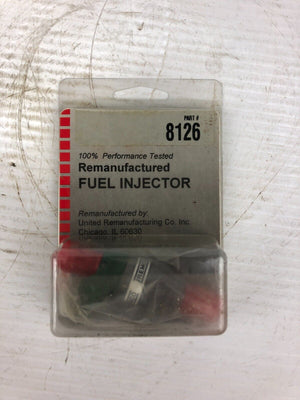 PART #
8126
100% Performance Tested
Remanufactured
FUEL INJECTOR
Remanufactured by:
United Remanufacturing Co. Inc.
Chicago, IL 60630